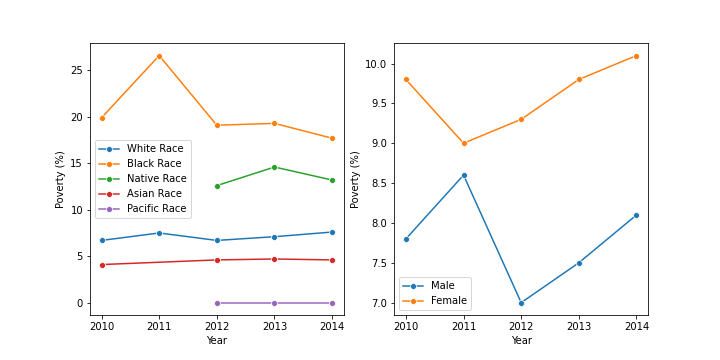 25
20
15
10
5
0
Poverty (%)
White Race
Black Race
Native Race
Asian Race
Pacific Race
2010 2011 2012 2013 2014
Year
10.0
9.5
9.0
8.5
8.0
7.5
7.0
Poverty (%)
Male
Female
2010 2011 2012 2013 2014
Year